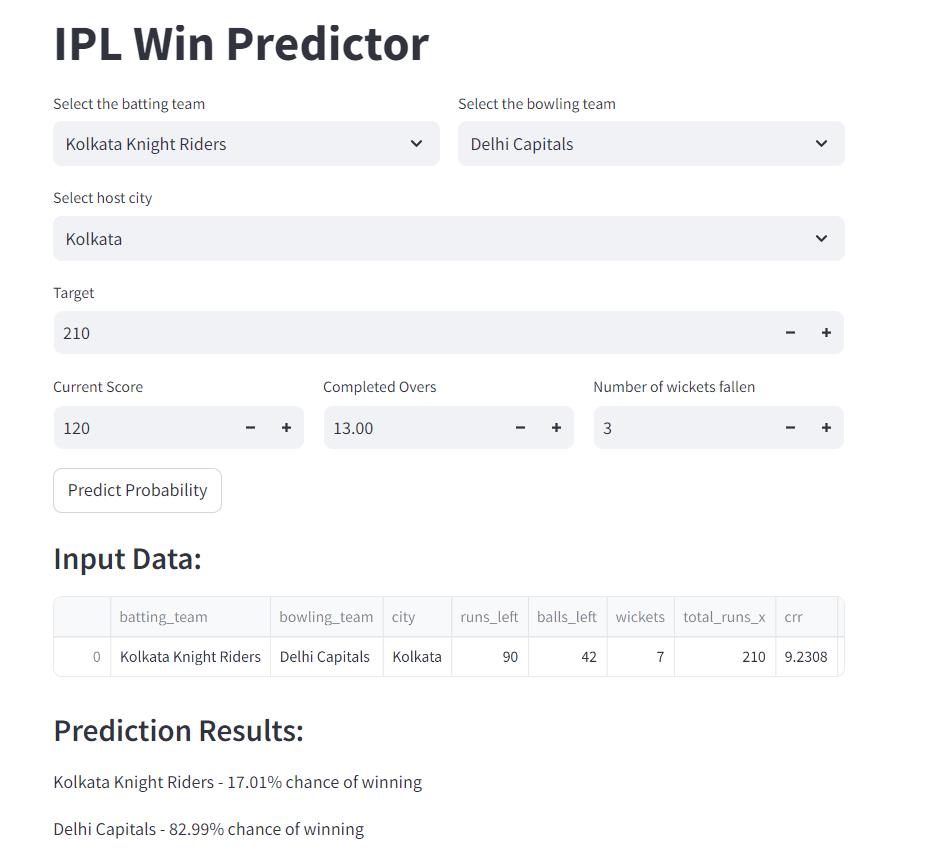 IPL Win Predictor
Select the batting team Select the bowling team
Kolkata Knight Riders Delhi Capitals
Select host city
Kolkata
Target
210 − +
Current Score Completed Overs Number of wickets fallen
120 − + 13.00 − + 3 − +
Predict Probability
Input Data:
batting_team bowling_team city runs_left balls_left wickets total_runs_x crr
0 Kolkata Knight Riders Delhi Capitals Kolkata 90 42 7 210 9.2308
Prediction Results:
Kolkata Knight Riders - 17.01% chance of winning
Delhi Capitals - 82.99% chance of winning